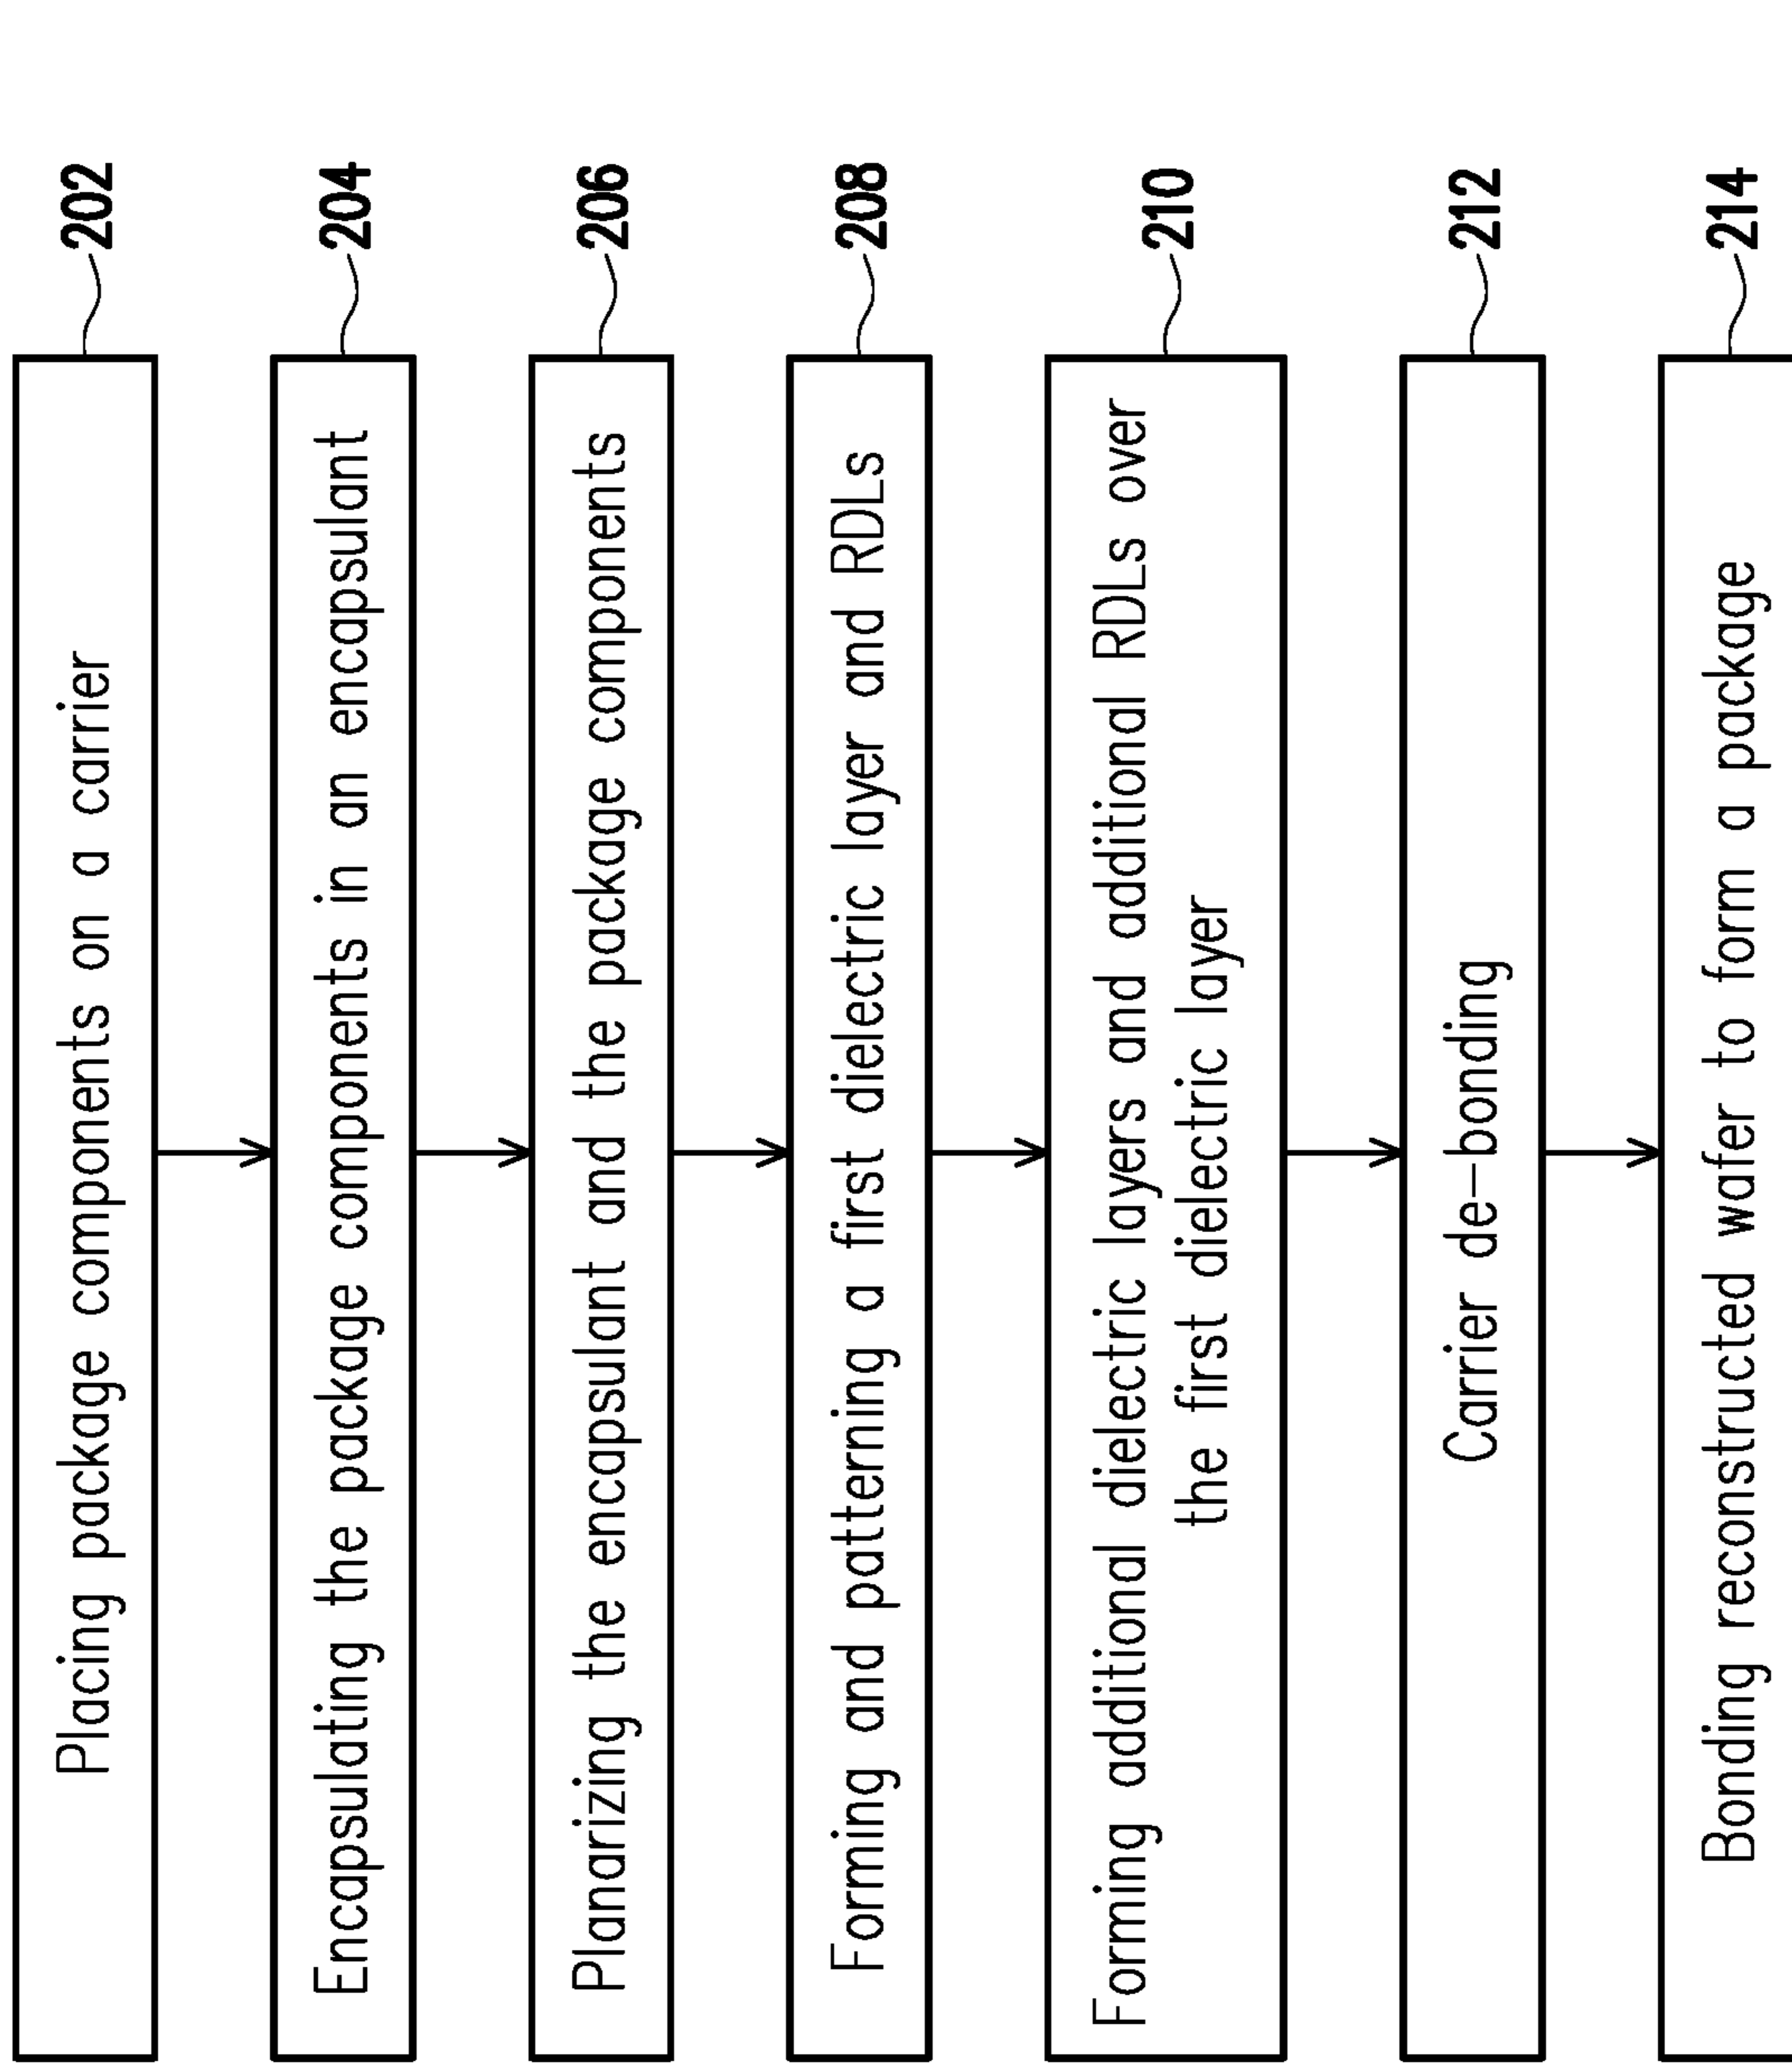 Placing package components on a carrier
202
Encapsulating the package components in an encapsulant
204
Planarizing the encapsulant and the package components
206
Forming and patterning a first dielectric layer and RDLs
208
Forming additional dielectric layers and additional RDLs over
the first dielectric layer
210
Carrier de-bonding
212
Bonding reconstructed wafer to form a package
214